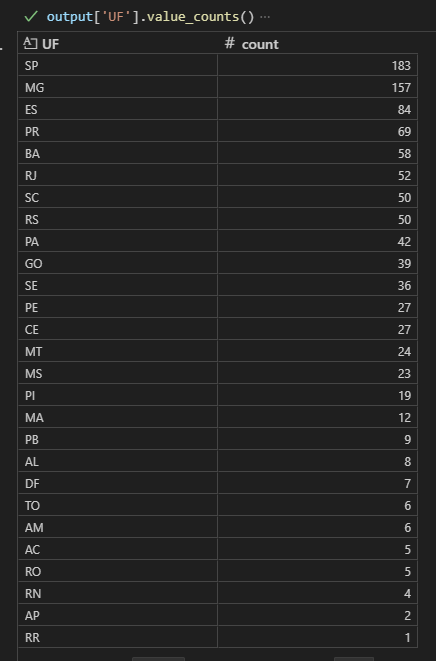 output['UF'].value_counts() ...
UF count
SP 183
MG 157
ES 84
PR 69
BA 58
RJ 52
SC 50
RS 50
PA 42
GO 39
SE 36
PE 27
CE 27
MT 24
MS 23
PI 19
MA 12
PB 9
AL 8
DF 7
TO 6
AM 6
AC 5
RO 5
RN 4
AP 2
RR 1